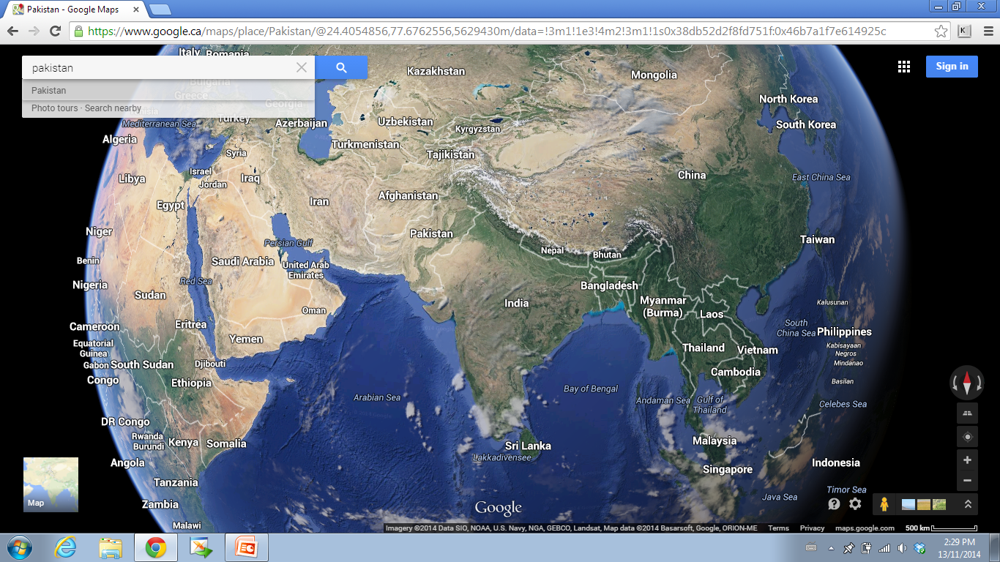 Pakistan - Google Maps
https://www.google.ca/maps/place/Pakistan/@24.4054856,77.6762556,5629430m/data=!3m1!1e3!4m2!3m1!1s0x38db52d2f8fd751f:0x46b7a1f7e614925c
Italy
Romania
pakistan
Sign in
Kazakhstan
Mongolia
Bulgaria
Pakistan
Greece
Georgia
North Korea
Photo tours · Search nearby
Turkey
Mediterranean Sea
Azerbaijan
Uzbekistan
Kyrgyzstan
South Korea
Algeria
Turkmenistan
Syria
Tajikistan
Israel
Libya
Iraq
Jordan
China
East China Sea
Egypt
Iran
Afghanistan
Niger
Pakistan
Persian Gulf
Taiwan
Nepal
Bhutan
Benin
Saudi Arabia
United Arab
Emirates
Nigeria
Red Sea
Bangladesh
Sudan
India
Myanmar
(Burma)
Kalusunan
Oman
Laos
Cameroon
Eritrea
South
China Sea
Philippines
Yemen
Equatorial
Guinea
Thailand
Vietnam
Kabisayaan
Negros
Mindanao
Gabon
South Sudan
Djibouti
Cambodia
Congo
Ethiopia
Basilan
Arabian Sea
Bay of Bengal
Andaman Sea
Gulf of
Thailand
Celebes Sea
DR Congo
Rwanda
Burundi
Kenya
Somalia
Sri Lanka
Lakkadivensee
Malaysia
Angola
Singapore
Indonesia
Tanzania
Timor Sea
Java Sea
Zambia
Map
Google
Malawi
Imagery ©2014 Data SIO, NOAA, U.S. Navy, NGA, GEBCO, Landsat, Map data ©2014 Basarsoft, Google, ORION-ME
Terms
Privacy
maps.google.com
500 km
2:29 PM
13/11/2014